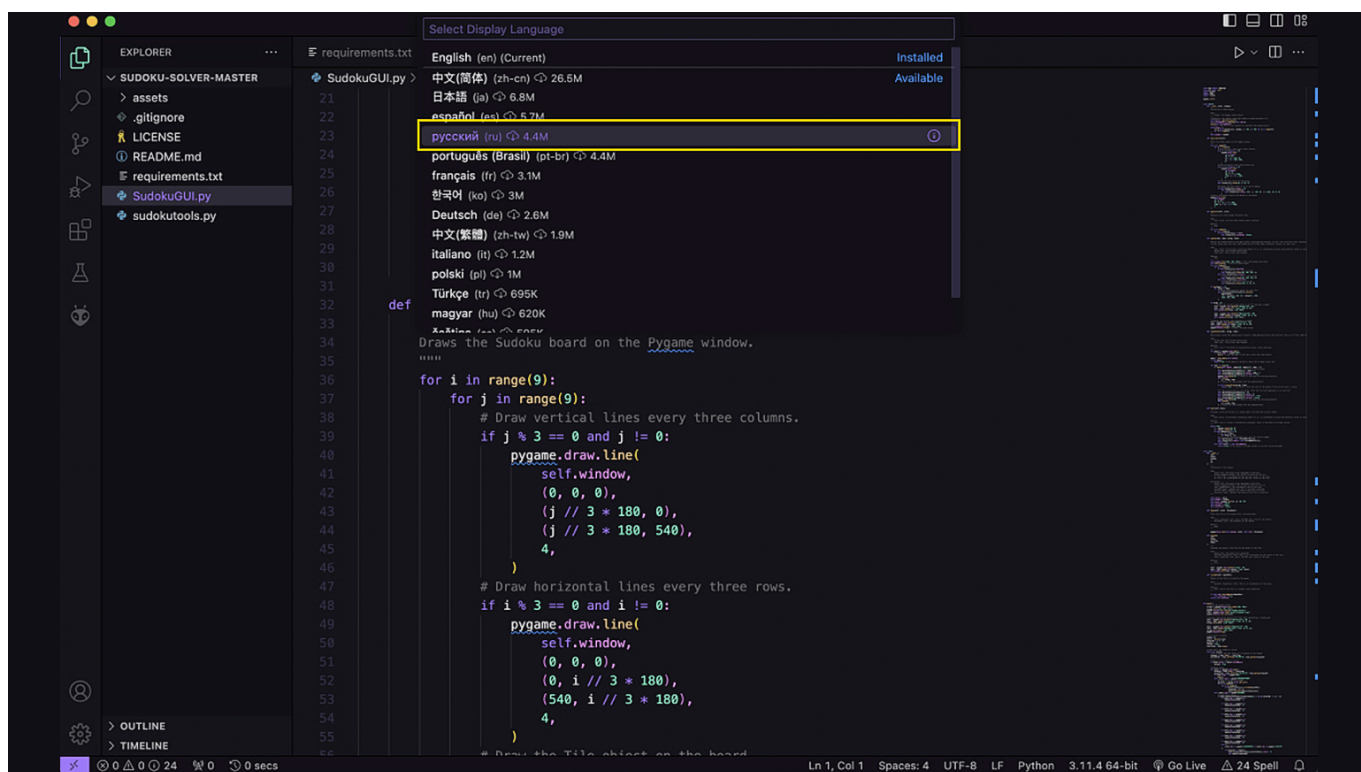 Select Display Language
English (en) (Current) Installed
中文(简体) (zh-cn) 26.5M Available
日本語 (ja) 6.8M
español (es) 5.7M
русский (ru) 4.4M
português (Brasil) (pt-br) 4.4M
français (fr) 3.1M
한국어 (ko) 3M
Deutsch (de) 2.6M
中文(繁體) (zh-tw) 1.9M
italiano (it) 1.2M
polski (pl) 1M
Türkçe (tr) 695K
magyar (hu) 620K
EXPLORER ...
SUDOKU-SOLVER-MASTER
assets
.gitignore
LICENSE
README.md
requirements.txt
SudokuGUI.py
sudokutools.py
OUTLINE
TIMELINE
requirements.txt
SudokuGUI.py >
21
22
23
24
25
26
27
28
29
30
31
32 def
33
34 Draws the Sudoku board on the Pygame window.
35 """
36 for i in range(9):
37 for j in range(9):
38 # Draw vertical lines every three columns.
39 if j % 3 == 0 and j != 0:
40 pygame.draw.line(
41 self.window,
42 (0, 0, 0),
43 (j // 3 * 180, 0),
44 (j // 3 * 180, 540),
45 4,
46 )
47 # Draw horizontal lines every three rows.
48 if i % 3 == 0 and i != 0:
49 pygame.draw.line(
50 self.window,
51 (0, 0, 0),
52 (0, i // 3 * 180),
53 (540, i // 3 * 180),
54 4,
55 )
56 # Draw the Tile object on the board
0 0 24 0 0 secs Ln 1, Col 1 Spaces: 4 UTF-8 LF Python 3.11.4 64-bit Go Live 24 Spell